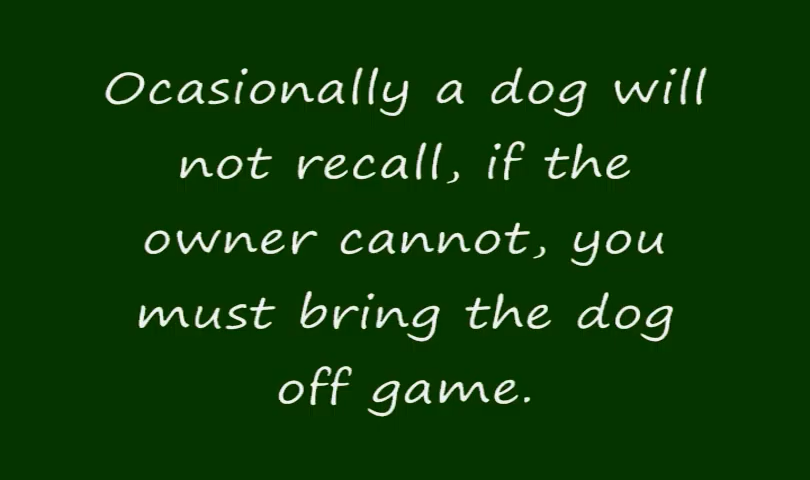 Ocasionally a dog will
not recall, if the
owner cannot, you
must bring the dog
off game.